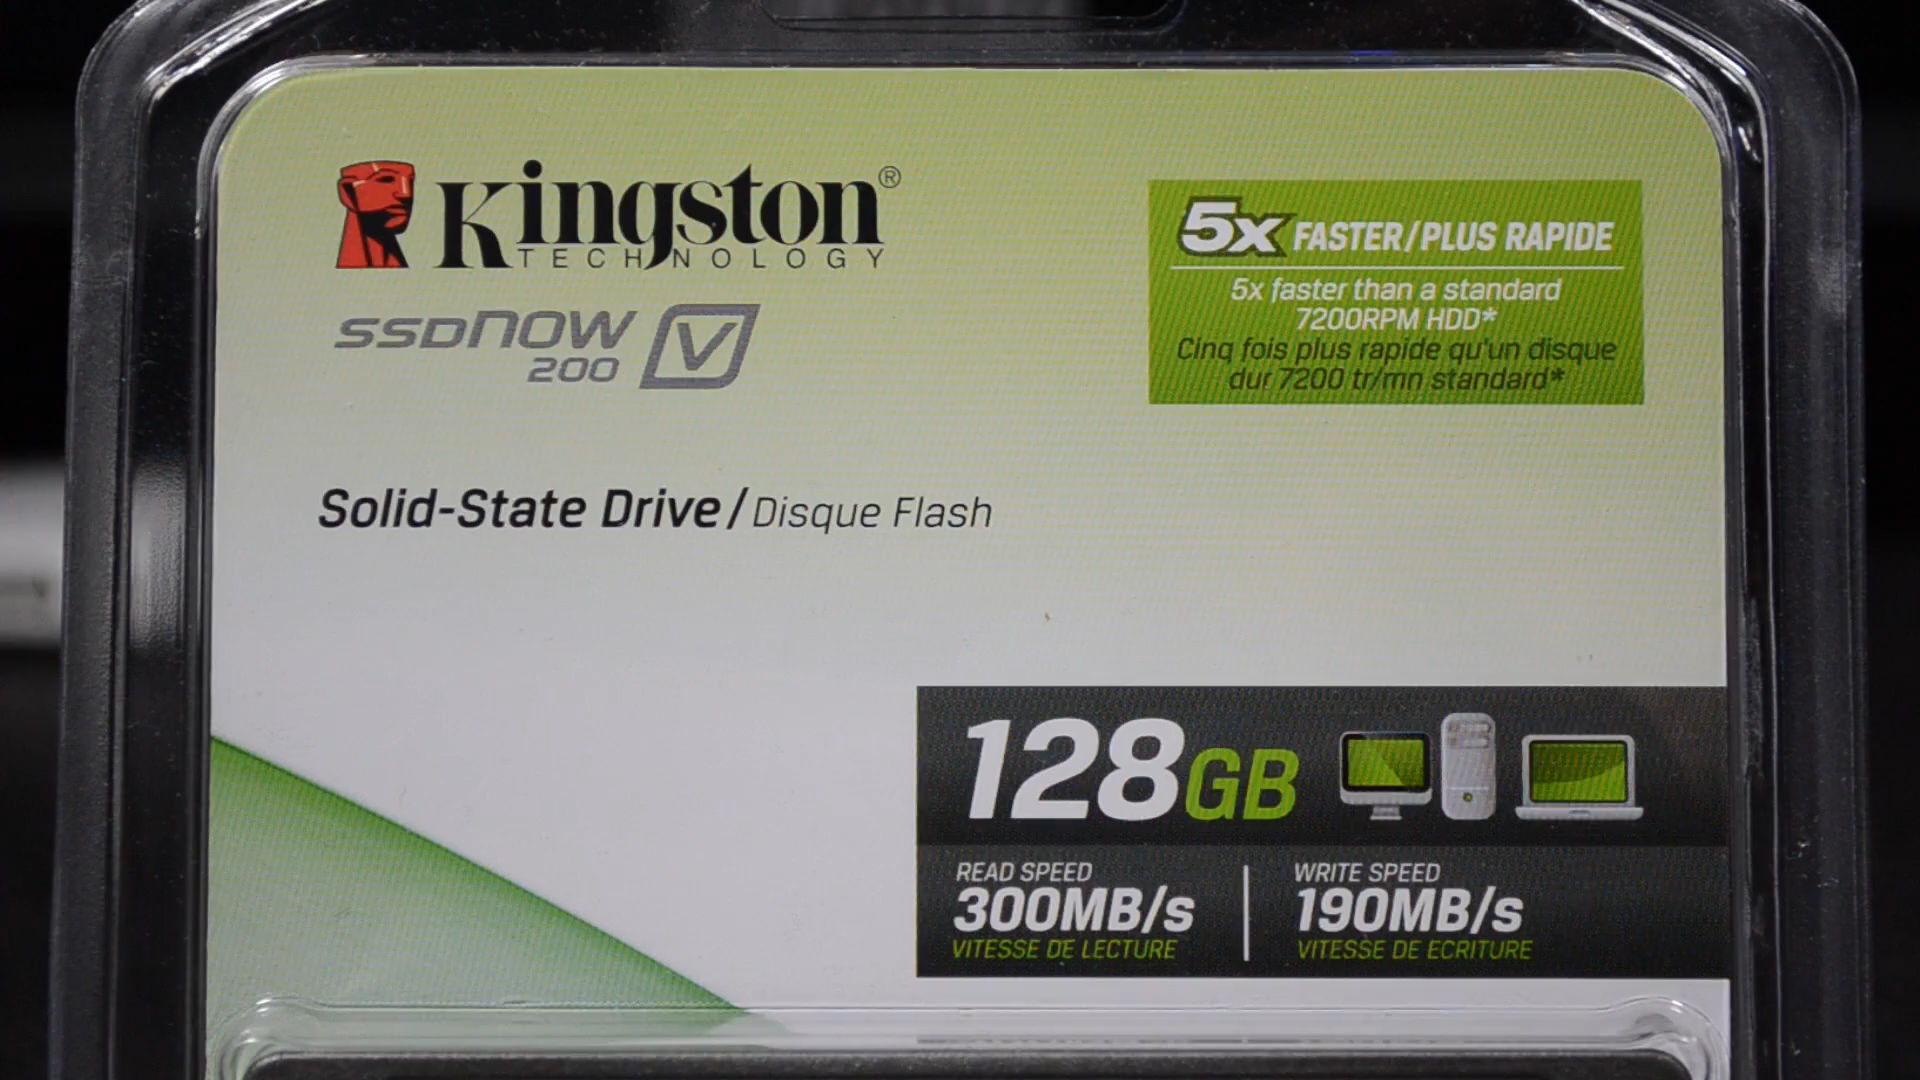 Kingston®
TECHNOLOGY
SSDNOW V
200
5x FASTER/PLUS RAPIDE
5x faster than a standard
7200RPM HDD*
Cinq fois plus rapide qu'un disque
dur 7200 tr/mn standard*
Solid-State Drive/Disque Flash
128GB
READ SPEED
300MB/s
VITESSE DE LECTURE
WRITE SPEED
190MB/s
VITESSE DE ECRITURE